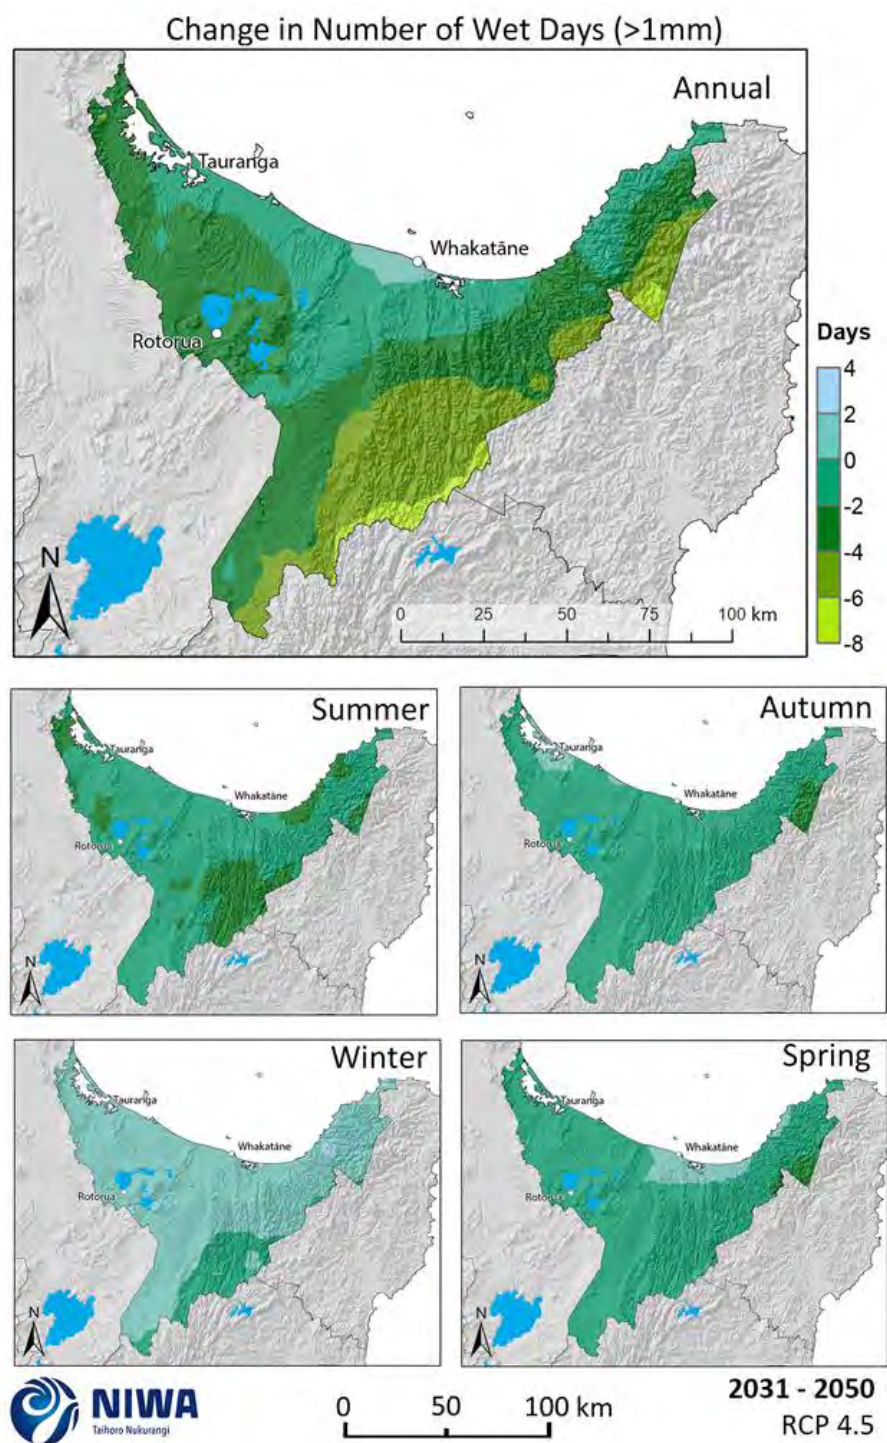 Change in Number of Wet Days (>1mm)
Annual
Tauranga
Whakatāne
Rotorua
Days
4
2
0
-2
-4
-6
-8
N
0 25 50 75 100 km
Summer
Tauranga
Whakatāne
Rotorua
N
Autumn
Tauranga
Whakatāne
Rotorua
N
Winter
Tauranga
Whakatāne
Rotorua
N
Spring
Tauranga
Whakatāne
Rotorua
N
NIWA
Taihoro Nukurangi
0 50 100 km
2031 - 2050
RCP 4.5